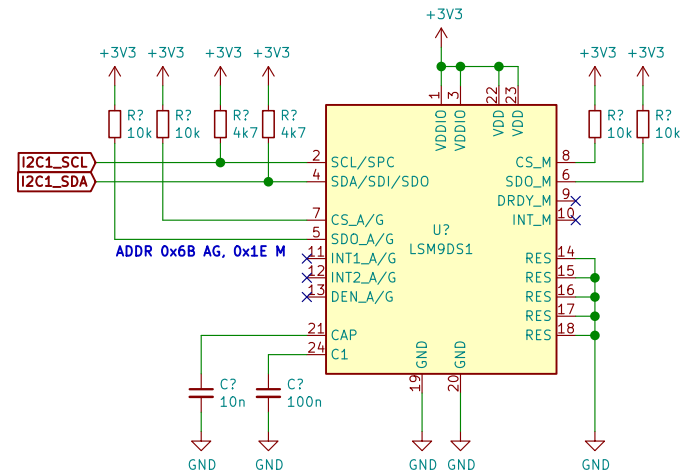 +3V3
+3V3 +3V3 +3V3 +3V3 +3V3 +3V3
R? R? R? R? R? R?
10k 10k 4k7 4k7 10k 10k
1 3 22 23
VDDIO VDDIO VDD VDD
I2C1_SCL 2 SCL/SPC CS_M 8
I2C1_SDA 4 SDA/SDI/SDO SDO_M 6
DRDY_M 9
7 CS_A/G INT_M 10
U?
5 SDO_A/G
LSM9DS1
ADDR 0x6B AG, 0x1E M
11 INT1_A/G RES 14
12 INT2_A/G RES 15
13 DEN_A/G RES 16
RES 17
21 CAP RES 18
24 C1
GND GND
19 20
C? C?
10n 100n
GND GND GND GND GND